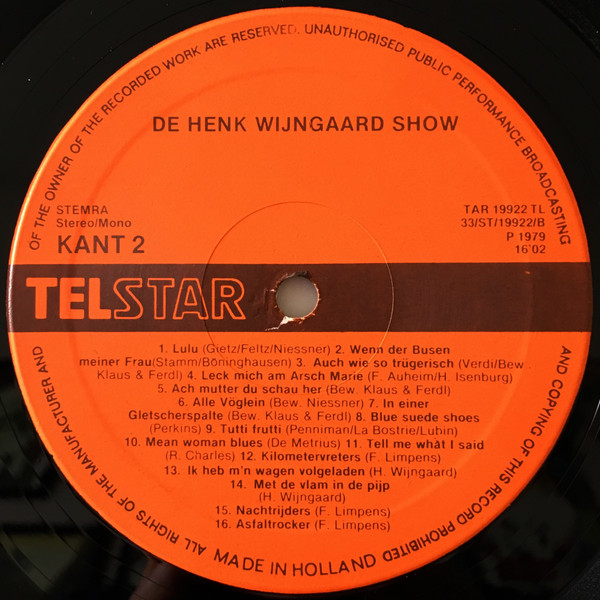 OF THE OWNER OF THE RECORDED WORK ARE RESERVED. UNAUTHORISED PUBLIC PERFORMANCE BROADCASTING
DE HENK WIJNGAARD SHOW
STEMRA
Stereo/Mono
KANT 2
TAR 19922 TL
33/ST/19922/B
P 1979
16'02
TELSTAR
1. Lulu (Gietz/Feltz/Niessner) 2. Wenn der Busen
meiner Frau(Stamm/Böninghausen) 3. Auch wie so trügerisch (Verdi/Bew.
Klaus & Ferdl) 4. Leck mich am Arsch Marie (F. Auheim/H. Isenburg)
5. Ach mutter du schau her (Bew. Klaus & Ferdl)
6. Alle Vöglein (Bew. Niessner) 7. In einer
Gletscherspalte (Bew. Klaus & Ferdl) 8. Blue suede shoes
(Perkins) 9. Tutti frutti (Penniman/La Bostrie/Lubin)
10. Mean woman blues (De Metrius) 11. Tell me whât I said
(R. Charles) 12. Kilometervreters (F. Limpens)
13. Ik heb m'n wagen volgeladen (H. Wijngaard)
14. Met de vlam in de pijp
(H. Wijngaard)
15. Nachtrijders (F. Limpens)
16. Asfaltrocker (F. Limpens)
AND COPYING OF THIS RECORD PROHIBITED
MADE IN HOLLAND
ALL RIGHTS OF THE MANUFACTURER AND